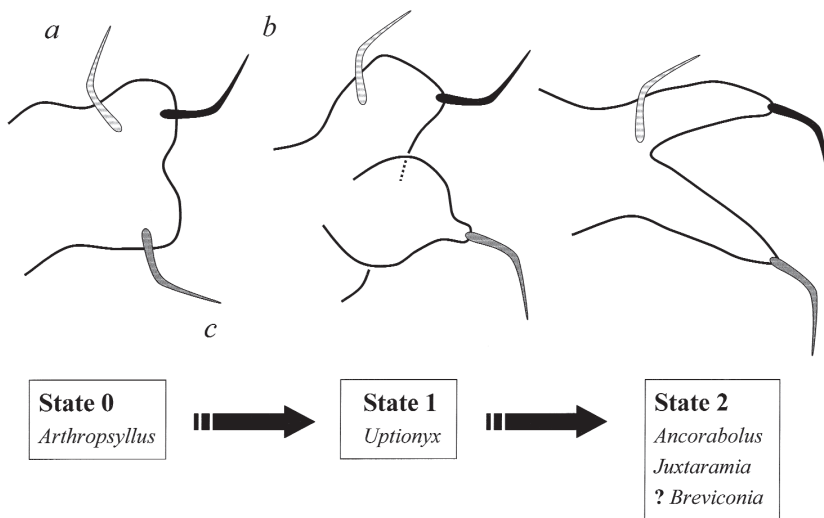 a
b
c
State 0
Arthropsyllus
State 1
Uptionyx
State 2
Ancorabolus
Juxtaramia
? Breviconia